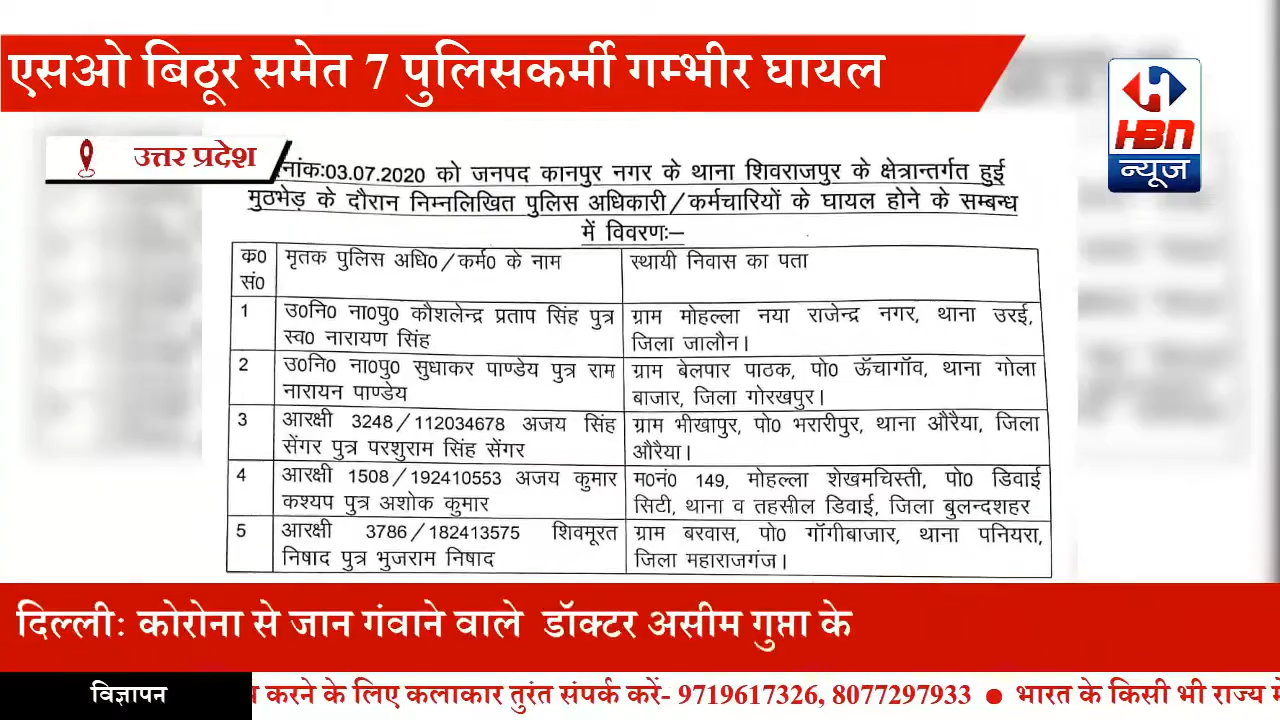 एसओ बिठूर समेत 7 पुलिसकर्मी गम्भीर घायल
HBN
न्यूज
उत्तर प्रदेश
नांकः03.07.2020 को जनपद कानपुर नगर के थाना शिवराजपुर के क्षेत्रान्तर्गत हुई
मुठभेड़ के दौरान निम्नलिखित पुलिस अधिकारी/कर्मचारियों के घायल होने के सम्बन्ध
में विवरणः–
क0 सं0
मृतक पुलिस अधि0/कर्म0 के नाम
स्थायी निवास का पता
1
उ0नि0 ना0पु0 कौशलेन्द्र प्रताप सिंह पुत्र
स्व0 नारायण सिंह
ग्राम मोहल्ला नया राजेन्द्र नगर, थाना उरई,
जिला जालौन।
2
उ0नि0 ना0पु0 सुधाकर पाण्डेय पुत्र राम
नारायन पाण्डेय
ग्राम बेलपार पाठक, पो0 ऊँचागॉव, थाना गोला
बाजार, जिला गोरखपुर।
3
आरक्षी 3248/112034678 अजय सिंह
सेंगर पुत्र परशुराम सिंह सेंगर
ग्राम भीखापुर, पो0 भरारीपुर, थाना औरैया, जिला
औरैया।
4
आरक्षी 1508/192410553 अजय कुमार
कश्यप पुत्र अशोक कुमार
म0नं0 149, मोहल्ला शेखमचिस्ती, पो0 डिवाई
सिटी, थाना व तहसील डिवाई, जिला बुलन्दशहर
5
आरक्षी 3786/182413575 शिवमूरत
निषाद पुत्र भुजराम निषाद
ग्राम बरवास, पो0 गॉगीबाजार, थाना पनियरा,
जिला महाराजगंज।
दिल्लीः कोरोना से जान गंवाने वाले डॉक्टर असीम गुप्ता के
विज्ञापन
करने के लिए कलाकार तुरंत संपर्क करें- 9719617326, 8077297933 ● भारत के किसी भी राज्य में